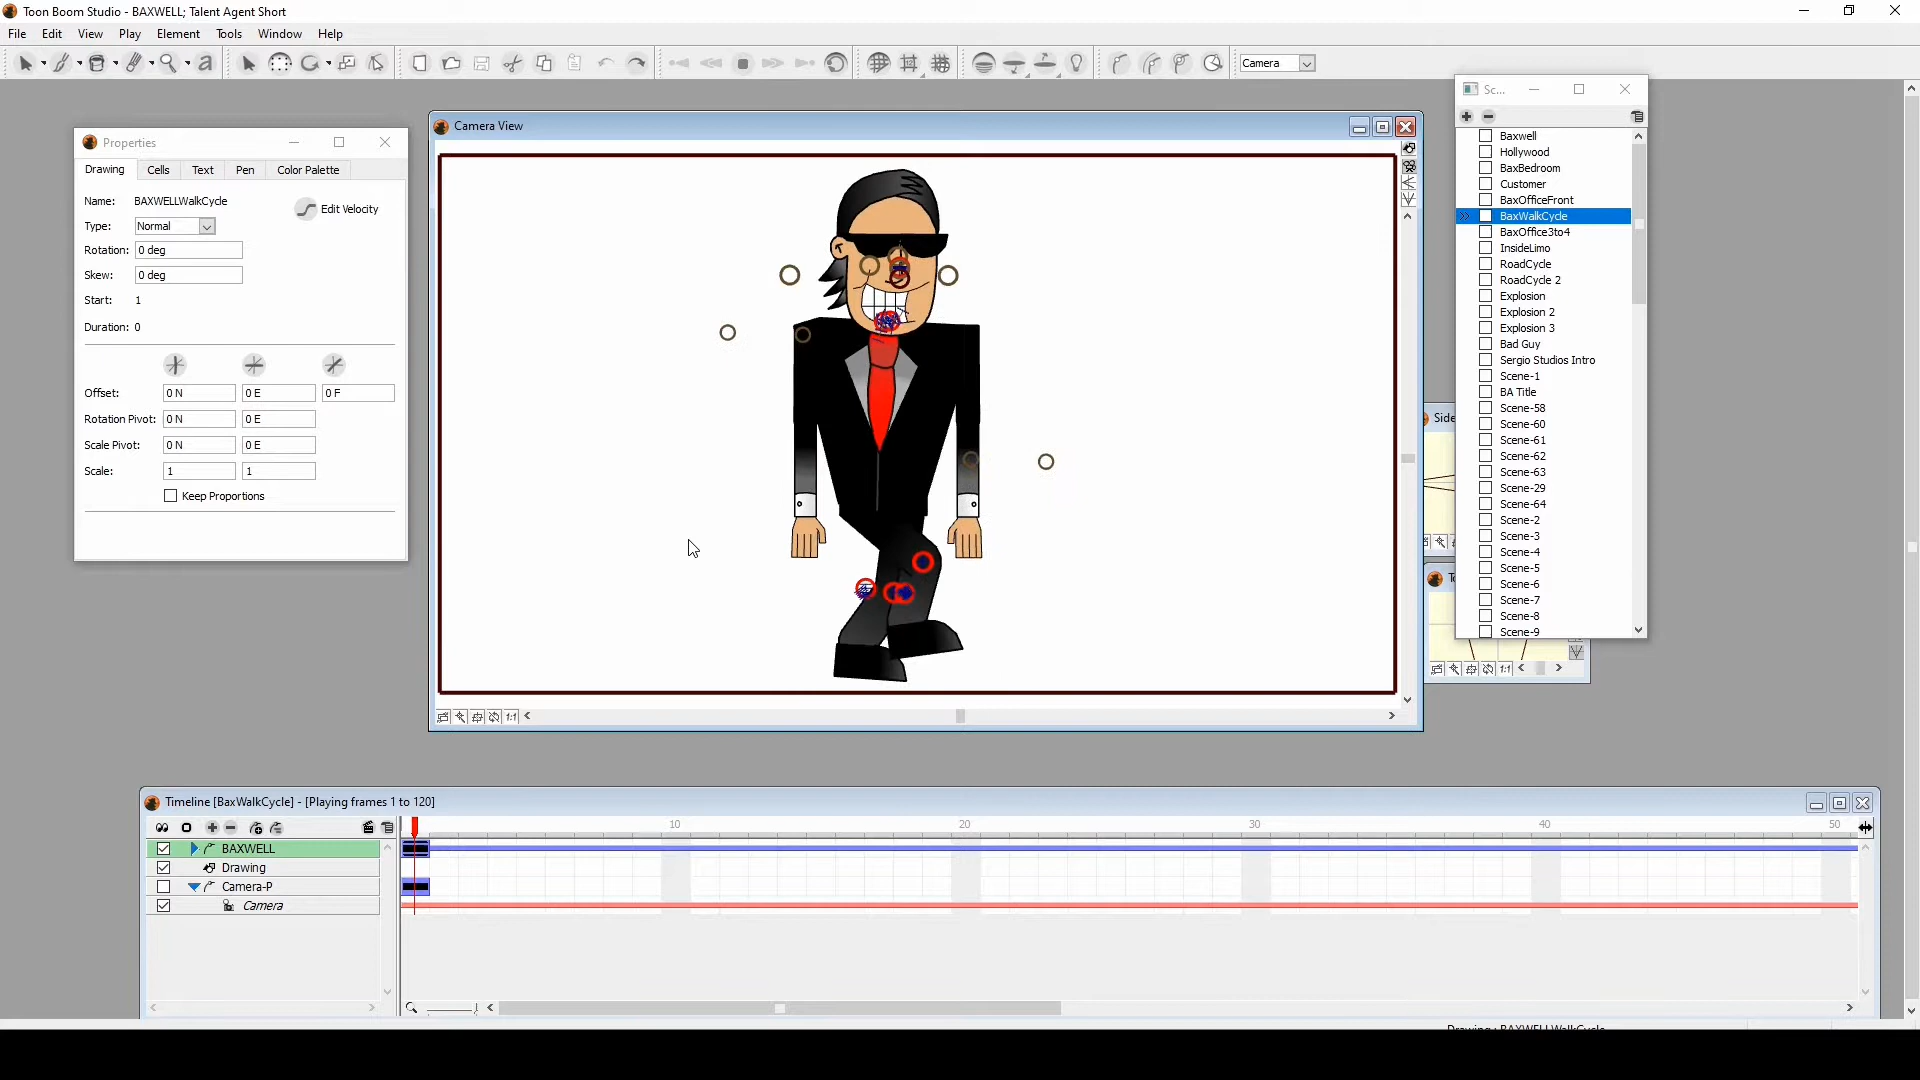 Toon Boom Studio - BAXWELL; Talent Agent Short
File Edit View Play Element Tools Window Help
Camera
Properties
Drawing Cells Text Pen Color Palette
Name: BAXWELLWalkCycle
Edit Velocity
Type: Normal
Rotation: 0 deg
Skew: 0 deg
Start: 1
Duration: 0
Offset: 0 N 0 E 0 F
Rotation Pivot: 0 N 0 E
Scale Pivot: 0 N 0 E
Scale: 1 1
Keep Proportions
Camera View
1:1
Sc...
Baxwell
Hollywood
BaxBedroom
Customer
BaxOfficeFront
BaxWalkCycle
BaxOffice3to4
InsideLimo
RoadCycle
RoadCycle 2
Explosion
Explosion 2
Explosion 3
Bad Guy
Sergio Studios Intro
Scene-1
BA Title
Scene-58
Scene-60
Scene-61
Scene-62
Scene-63
Scene-29
Scene-64
Scene-2
Scene-3
Scene-4
Scene-5
Scene-6
Scene-7
Scene-8
Scene-9
Side
1:1
Timeline [BaxWalkCycle] - [Playing frames 1 to 120]
10 20 30 40 50
BAXWELL
Drawing
Camera-P
Camera